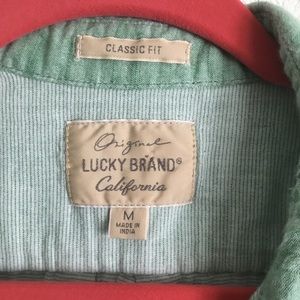 CLASSIC FIT
Original
LUCKY BRAND®
California
M
MADE IN
INDIA